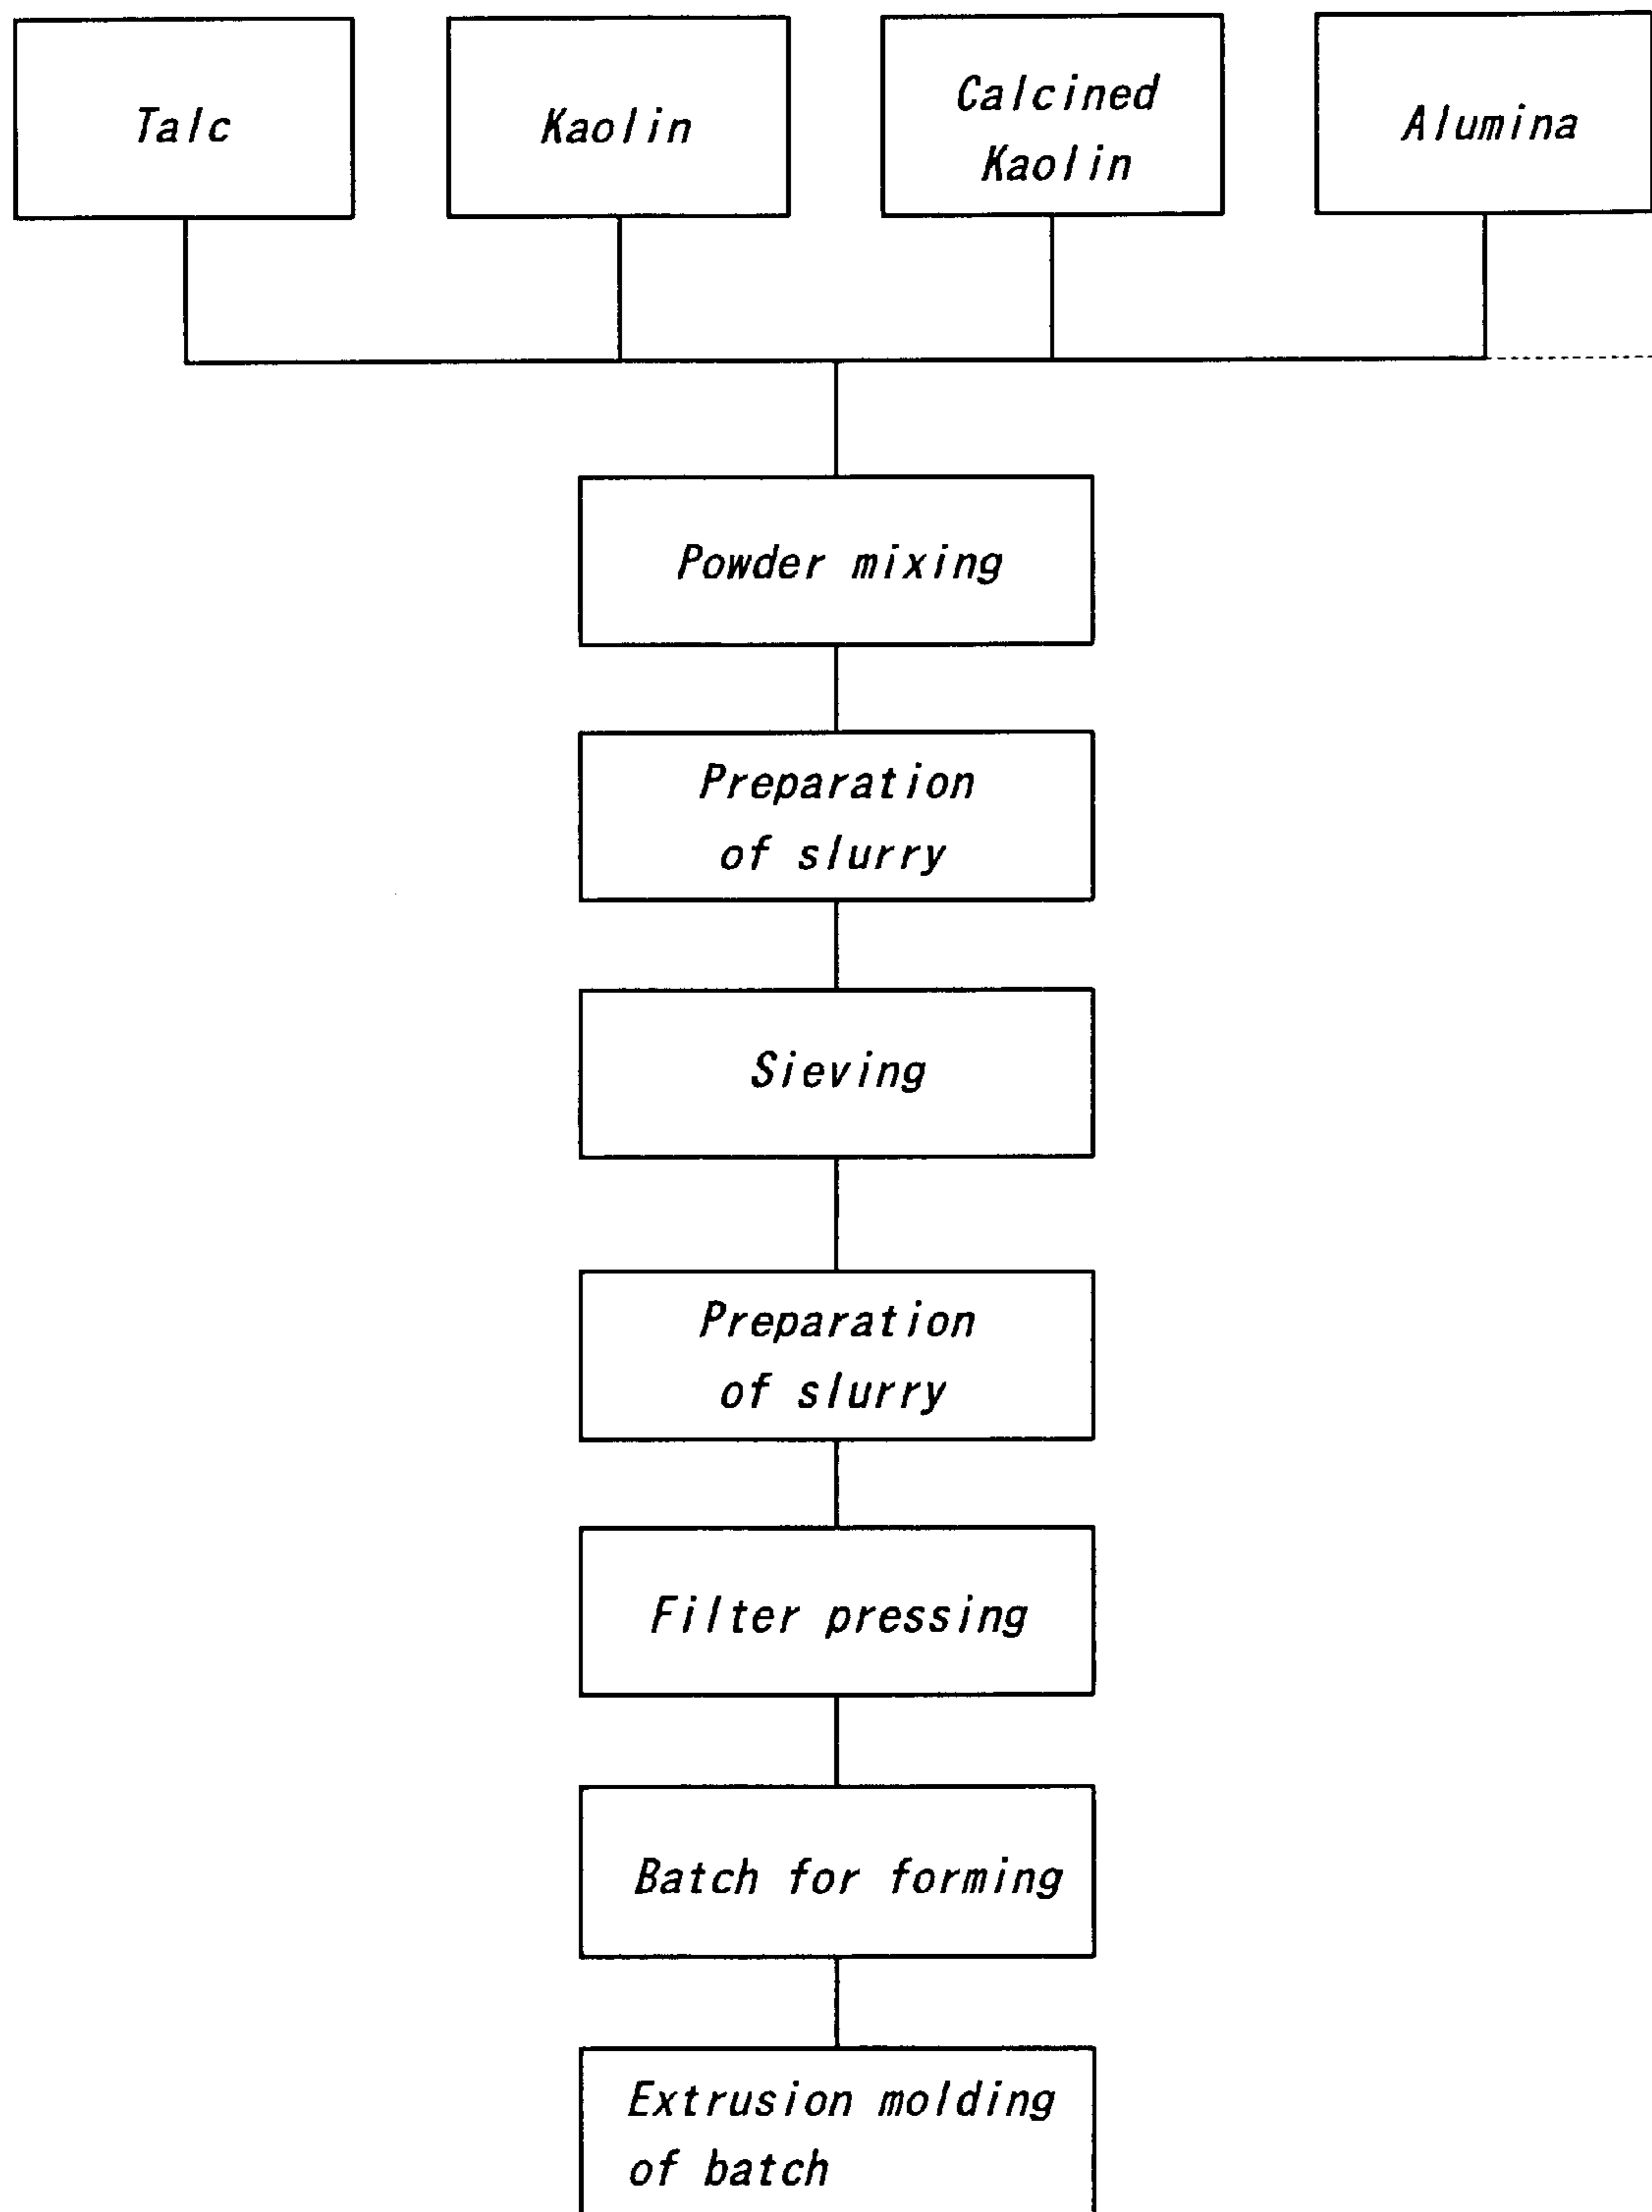 Talc
Kaolin
Calcined
Kaolin
Alumina
Powder mixing
Preparation
of slurry
Sieving
Preparation
of slurry
Filter pressing
Batch for forming
Extrusion molding
of batch